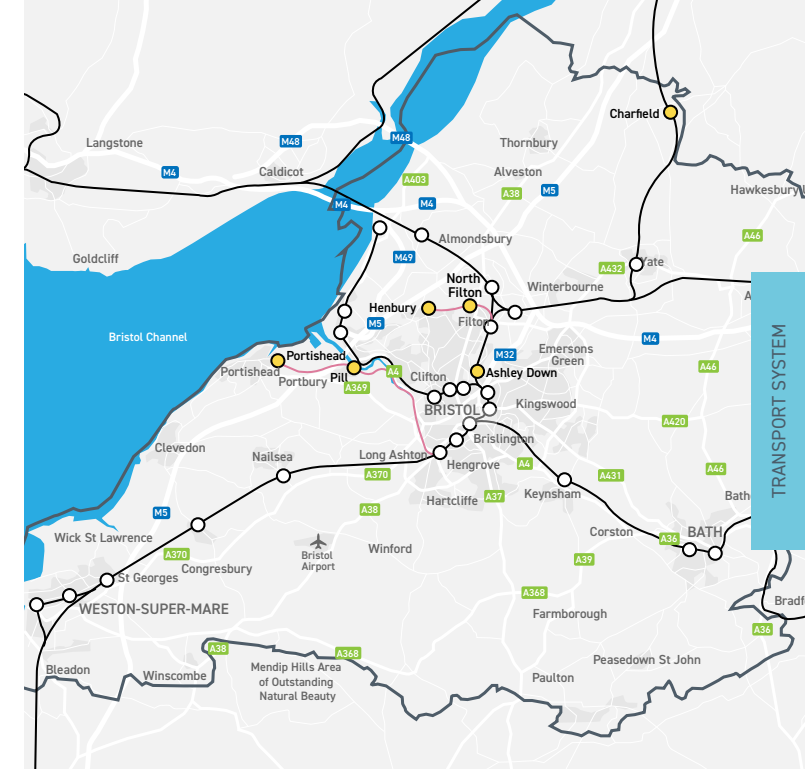 Charfield
Langstone
M48
M48
Thornbury
M4
Caldicot
Alveston
A403
A38
M5
Hawkesbury U
M4
M4
A46
Almondsbury
Goldcliff
M49
A432
Yate
North
Filton
Winterbourne
A
Henbury
Filton
M5
Bristol Channel
M4
M32
Emersons
Green
Portishead
Portishead
Portbury
Pill
A4
A369
Clifton
Ashley Down
A46
BRISTOL
Kingswood
A420
Clevedon
Nailsea
Long Ashton
Brislington
Hengrove
A4
A370
A431
A46
Hartcliffe
A37
Keynsham
Bathe
M5
A38
Wick St Lawrence
A370
Bristol
Airport
Winford
Corston
A36
BATH
A39
St Georges
Congresbury
WESTON-SUPER-MARE
A368
Farmborough
Bradf
A36
A38
A368
Bleadon
Winscombe
Mendip Hills Area
of Outstanding
Natural Beauty
Peasedown St John
Paulton
TRANSPORT SYSTEM